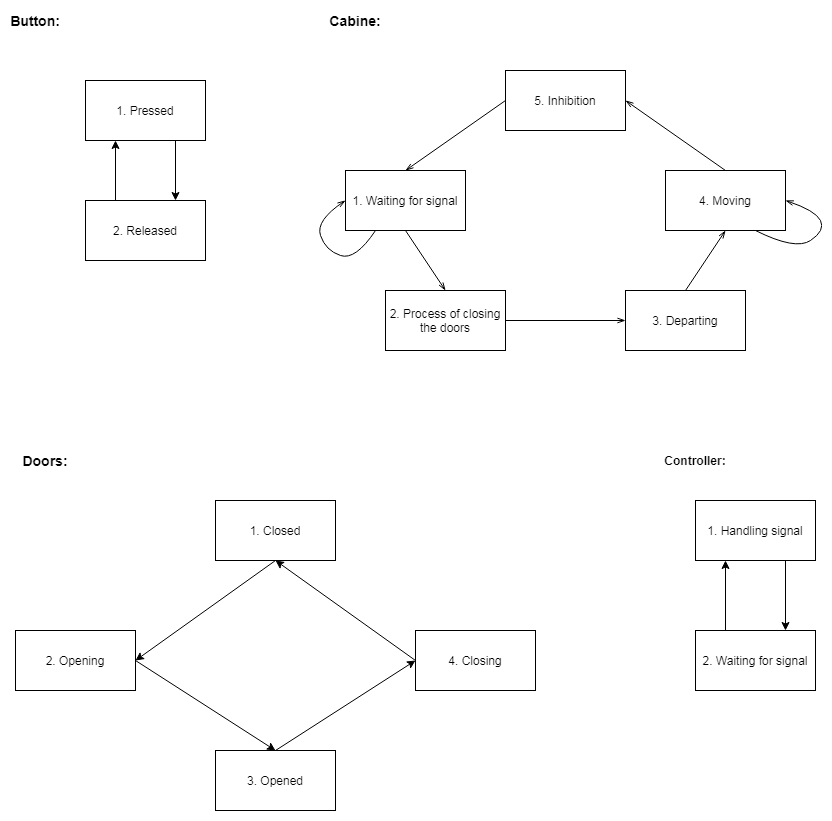 Button:
1. Pressed
2. Released
Cabine:
5. Inhibition
1. Waiting for signal
4. Moving
2. Process of closing
the doors
3. Departing
Doors:
1. Closed
2. Opening
4. Closing
3. Opened
Controller:
1. Handling signal
2. Waiting for signal